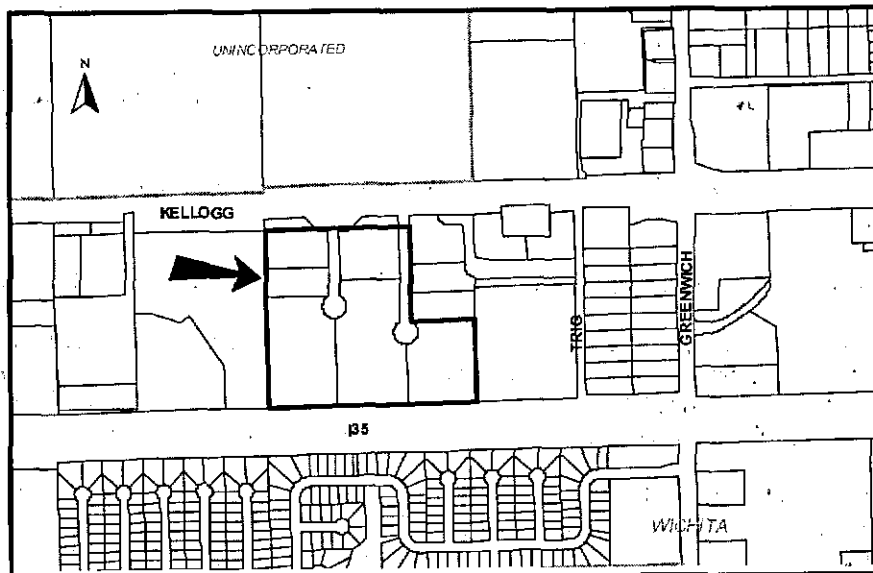 UNINCORPORATED
N
KELLOGG
TRIG
GREENWICH
I35
WICHITA